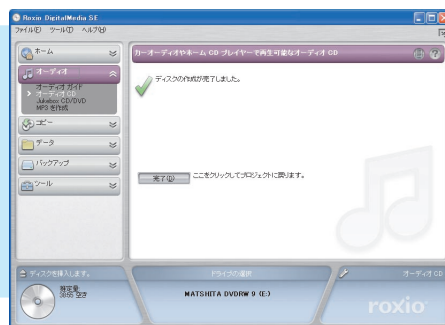 Roxio DigitalMedia SE
ファイル(F) ツール(T) ヘルプ(H)
ホーム
オーディオ
オーディオ ガイド
オーディオ CD
Jukebox CD/DVD
MP3 を作成
コピー
データ
バックアップ
ツール
カーオーディオやホーム CD プレイヤーで再生可能なオーディオ CD
ディスクの作成が完了しました。
完了(D) ここをクリックしてプロジェクトに戻ります。
ディスクを挿入します。
ドライブの選択
オーディオ CD
MATSHITA DVDRW 9 (E:)
roxio